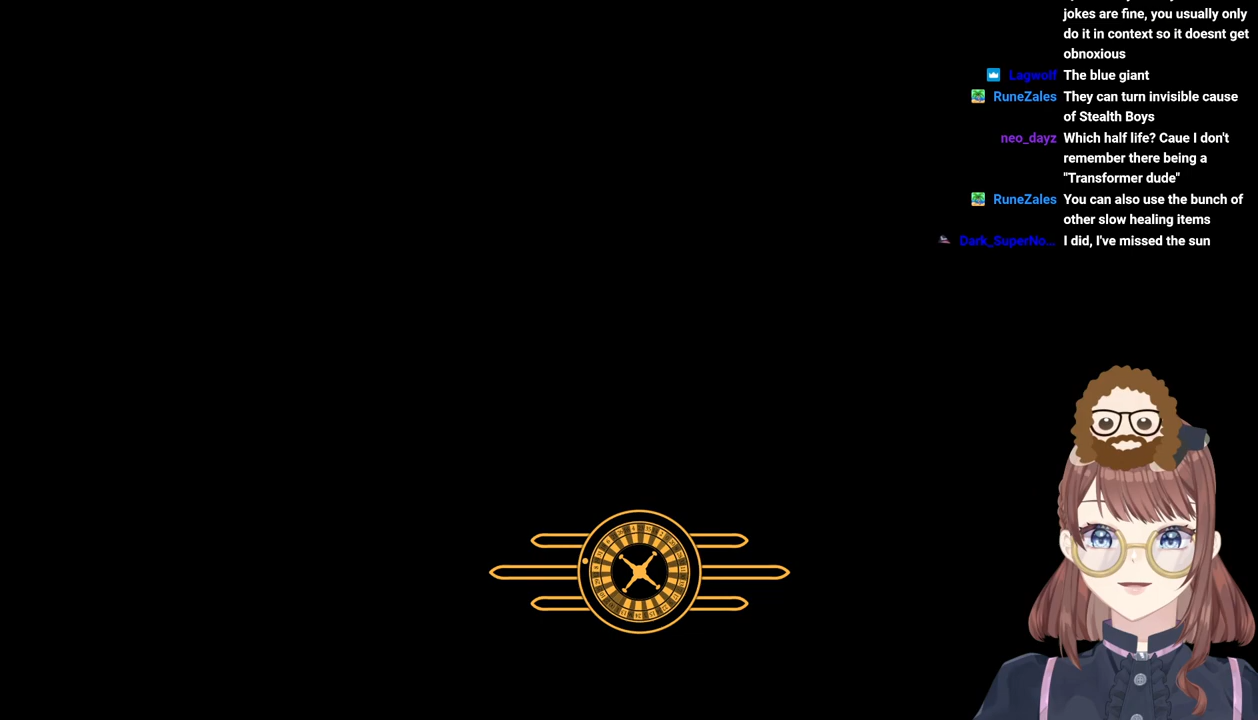 jokes are fine, you usually only
do it in context so it doesnt get
obnoxious
Lagwolf The blue giant
RuneZales They can turn invisible cause
of Stealth Boys
neo_dayz Which half life? Caue I don't
remember there being a
"Transformer dude"
RuneZales You can also use the bunch of
other slow healing items
Dark_SuperNo... I did, I've missed the sun